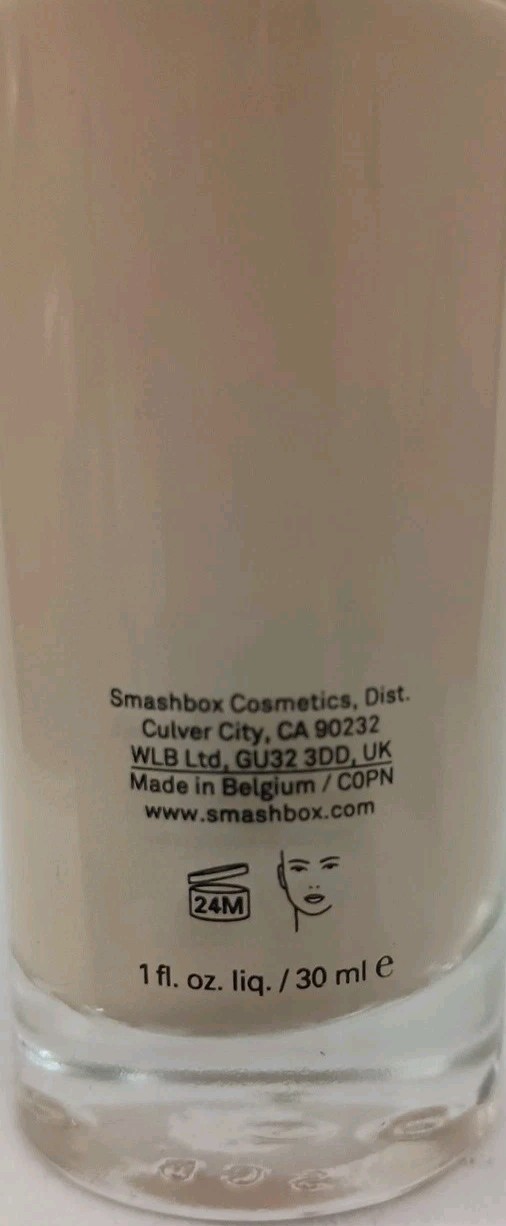 Smashbox Cosmetics, Dist.
Culver City, CA 90232
WLB Ltd, GU32 3DD, UK
Made in Belgium / C0PN
www.smashbox.com
24M
1 fl. oz. liq. / 30 ml ℮